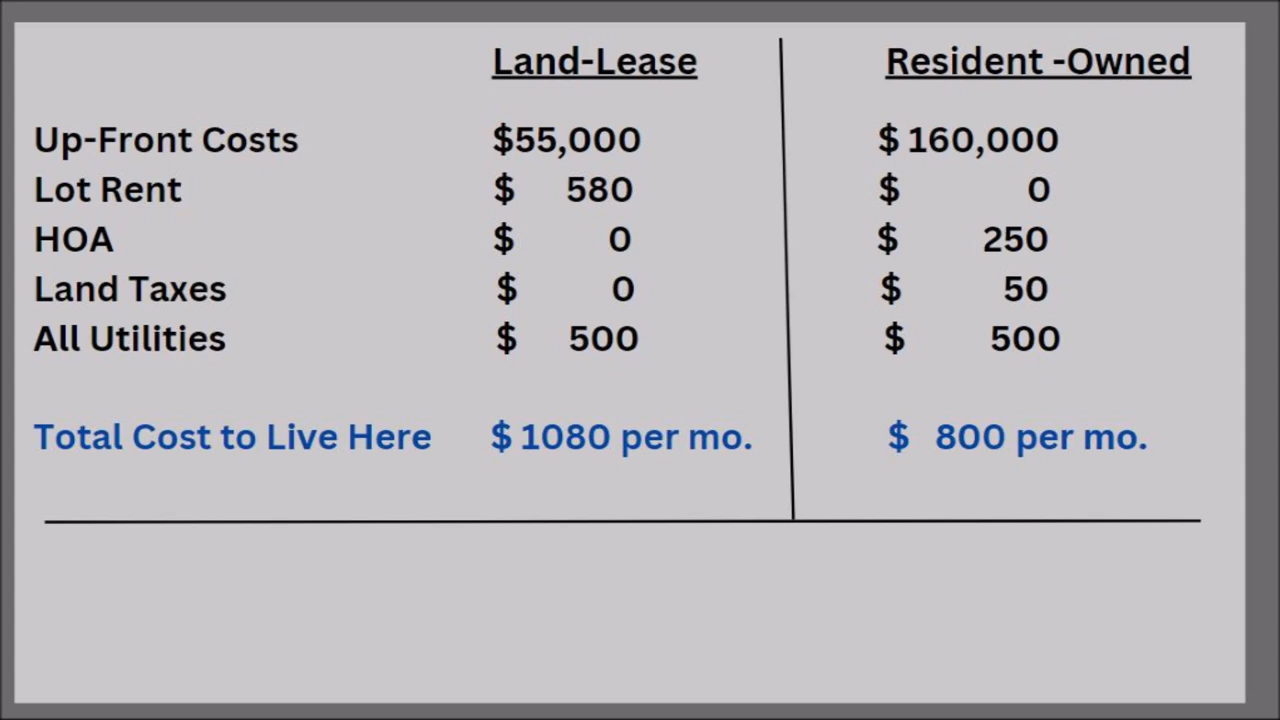 Land-Lease Resident -Owned
Up-Front Costs $55,000 $ 160,000
Lot Rent $ 580 $ 0
HOA $ 0 $ 250
Land Taxes $ 0 $ 50
All Utilities $ 500 $ 500
Total Cost to Live Here $ 1080 per mo. $ 800 per mo.